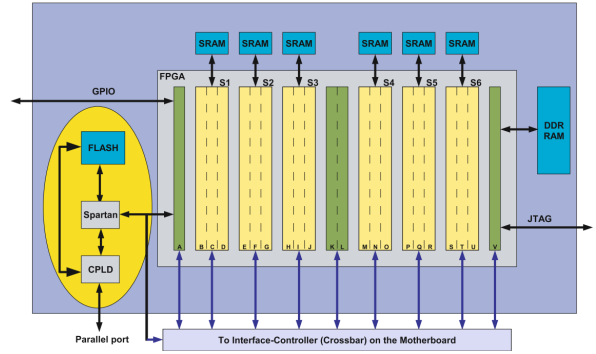 SRAM SRAM SRAM SRAM SRAM SRAM
FPGA
S1 S2 S3 S4 S5 S6
GPIO
DDR
RAM
FLASH
Spartan
JTAG
A B C D E F G H I J K L M N O P Q R S T U V
CPLD
Parallel port
To Interface-Controller (Crossbar) on the Motherboard